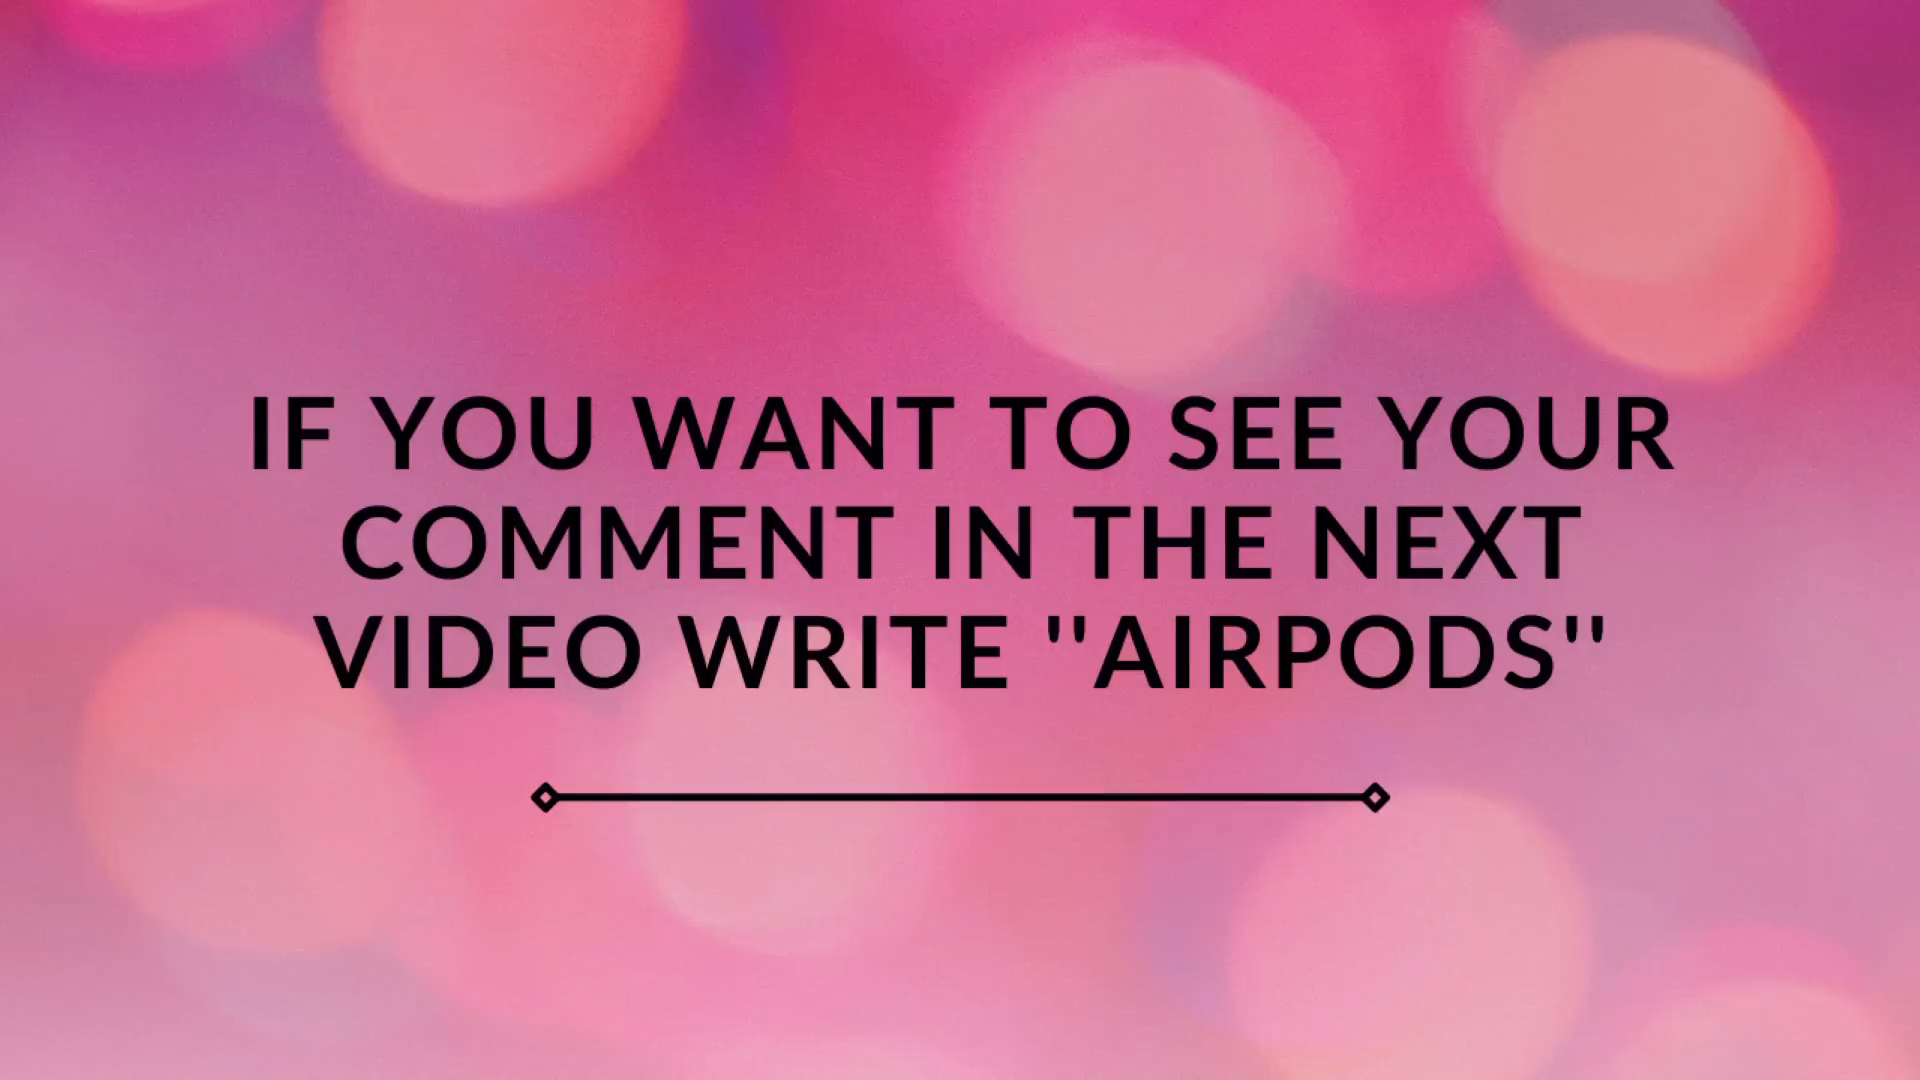 IF YOU WANT TO SEE YOUR
COMMENT IN THE NEXT
VIDEO WRITE ''AIRPODS''